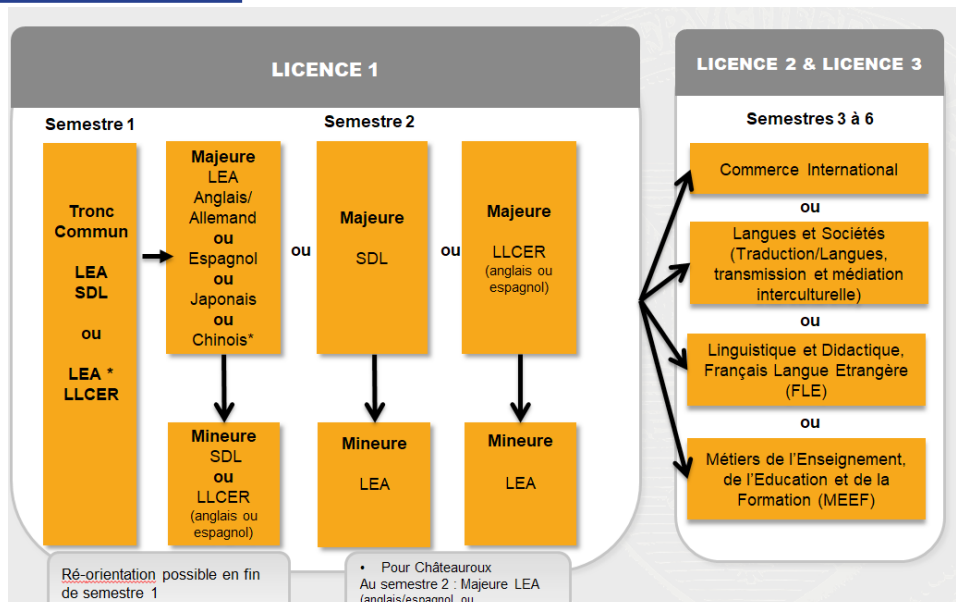 LICENCE 1
Semestre 1
Semestre 2
Tronc
Commun
LEA
SDL
ou
LEA *
LLCER
Majeure
LEA
Anglais/
Allemand
ou
Espagnol
ou
Japonais
ou
Chinois*
ou
Majeure
SDL
ou
Majeure
LLCER
(anglais ou
espagnol)
Mineure
SDL
ou
LLCER
(anglais ou
espagnol)
Mineure
LEA
Mineure
LEA
Ré-orientation possible en fin
de semestre 1
• Pour Châteauroux
Au semestre 2 : Majeure LEA
(anglais/espagnol ou
LICENCE 2 & LICENCE 3
Semestres 3 à 6
Commerce International
ou
Langues et Sociétés
(Traduction/Langues,
transmission et médiation
interculturelle)
ou
Linguistique et Didactique,
Français Langue Etrangère
(FLE)
ou
Métiers de l'Enseignement,
de l'Education et de la
Formation (MEEF)